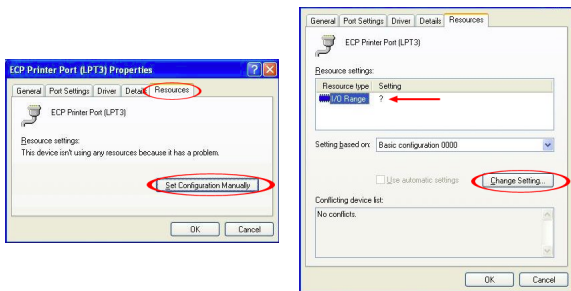 ECP Printer Port (LPT3) Properties
General Port Settings Driver Details Resources
ECP Printer Port (LPT3)
Resource settings:
This device isn't using any resources because it has a problem.
Set Configuration Manually
OK Cancel
General Port Settings Driver Details Resources
ECP Printer Port (LPT3)
Resource settings:
Resource type Setting
I/O Range ?
Setting based on: Basic configuration 0000
Use automatic settings Change Setting...
Conflicting device list:
No conflicts.
OK Cancel